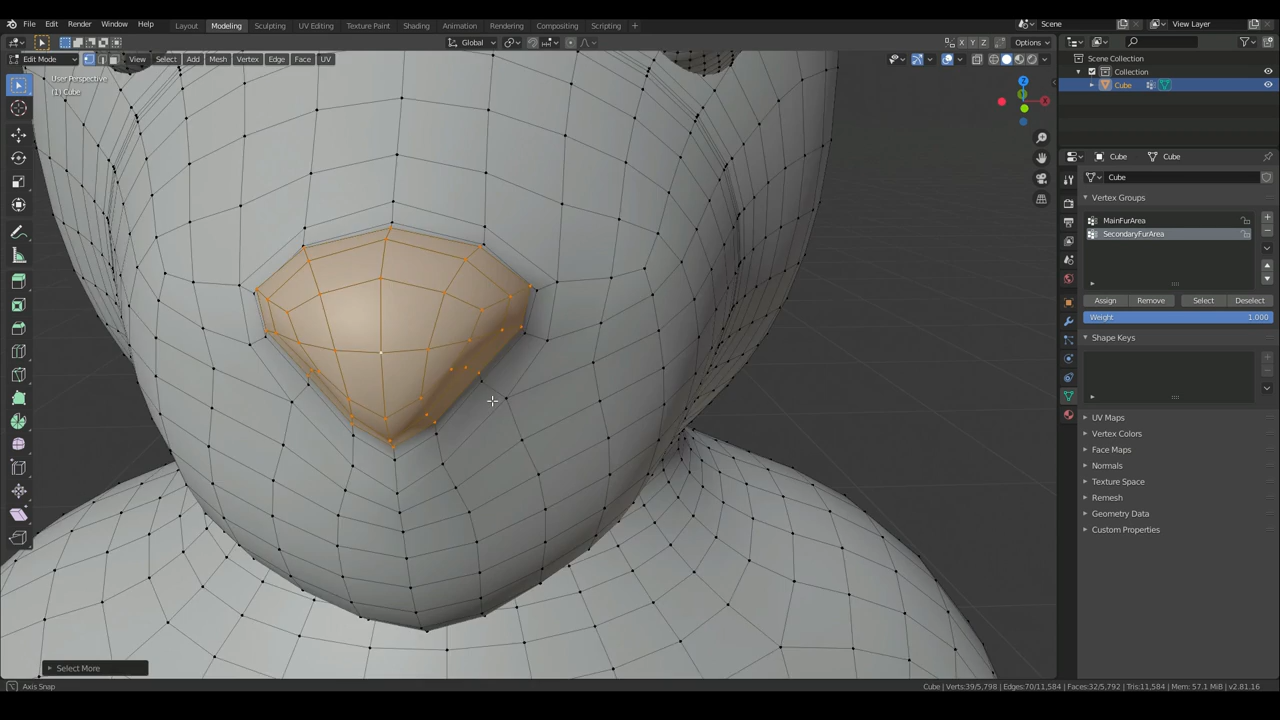 File Edit Render Window Help Layout Modeling Sculpting UV Editing Texture Paint Shading Animation Rendering Compositing Scripting + Scene View Layer
Global X Y Z Options
Edit Mode View Select Add Mesh Vertex Edge Face UV
Scene Collection
Collection
Cube
User Perspective
(1) Cube
Z
X
Cube Cube
Cube
Vertex Groups
MainFurArea
SecondaryFurArea
Assign Remove Select Deselect
Weight 1.000
Shape Keys
UV Maps
Vertex Colors
Face Maps
Normals
Texture Space
Remesh
Geometry Data
Custom Properties
Select More
Axis Snap
Cube | Verts:39/5,798 | Edges:70/11,584 | Faces:32/5,792 | Tris:11,584 | Mem: 57.1 MiB | v2.81.16